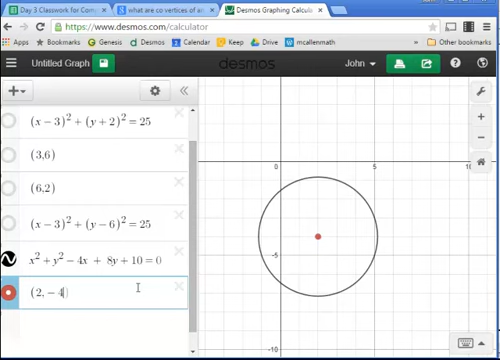 Day 3 Classwork for Com
what are co vertices of an
Desmos Graphing Calcula
https://www.desmos.com/calculator
Apps
Bookmarks
Genesis
Desmos
Calendar
Keep
Drive
mcallenmath
Other bookmarks
Untitled Graph
desmos
John
(x − 3)² + (y + 2)² = 25
(3,6)
(6,2)
(x − 3)² + (y − 6)² = 25
x² + y² − 4x + 8y + 10 = 0
(2, − 4)
0
5
10
-5
-10